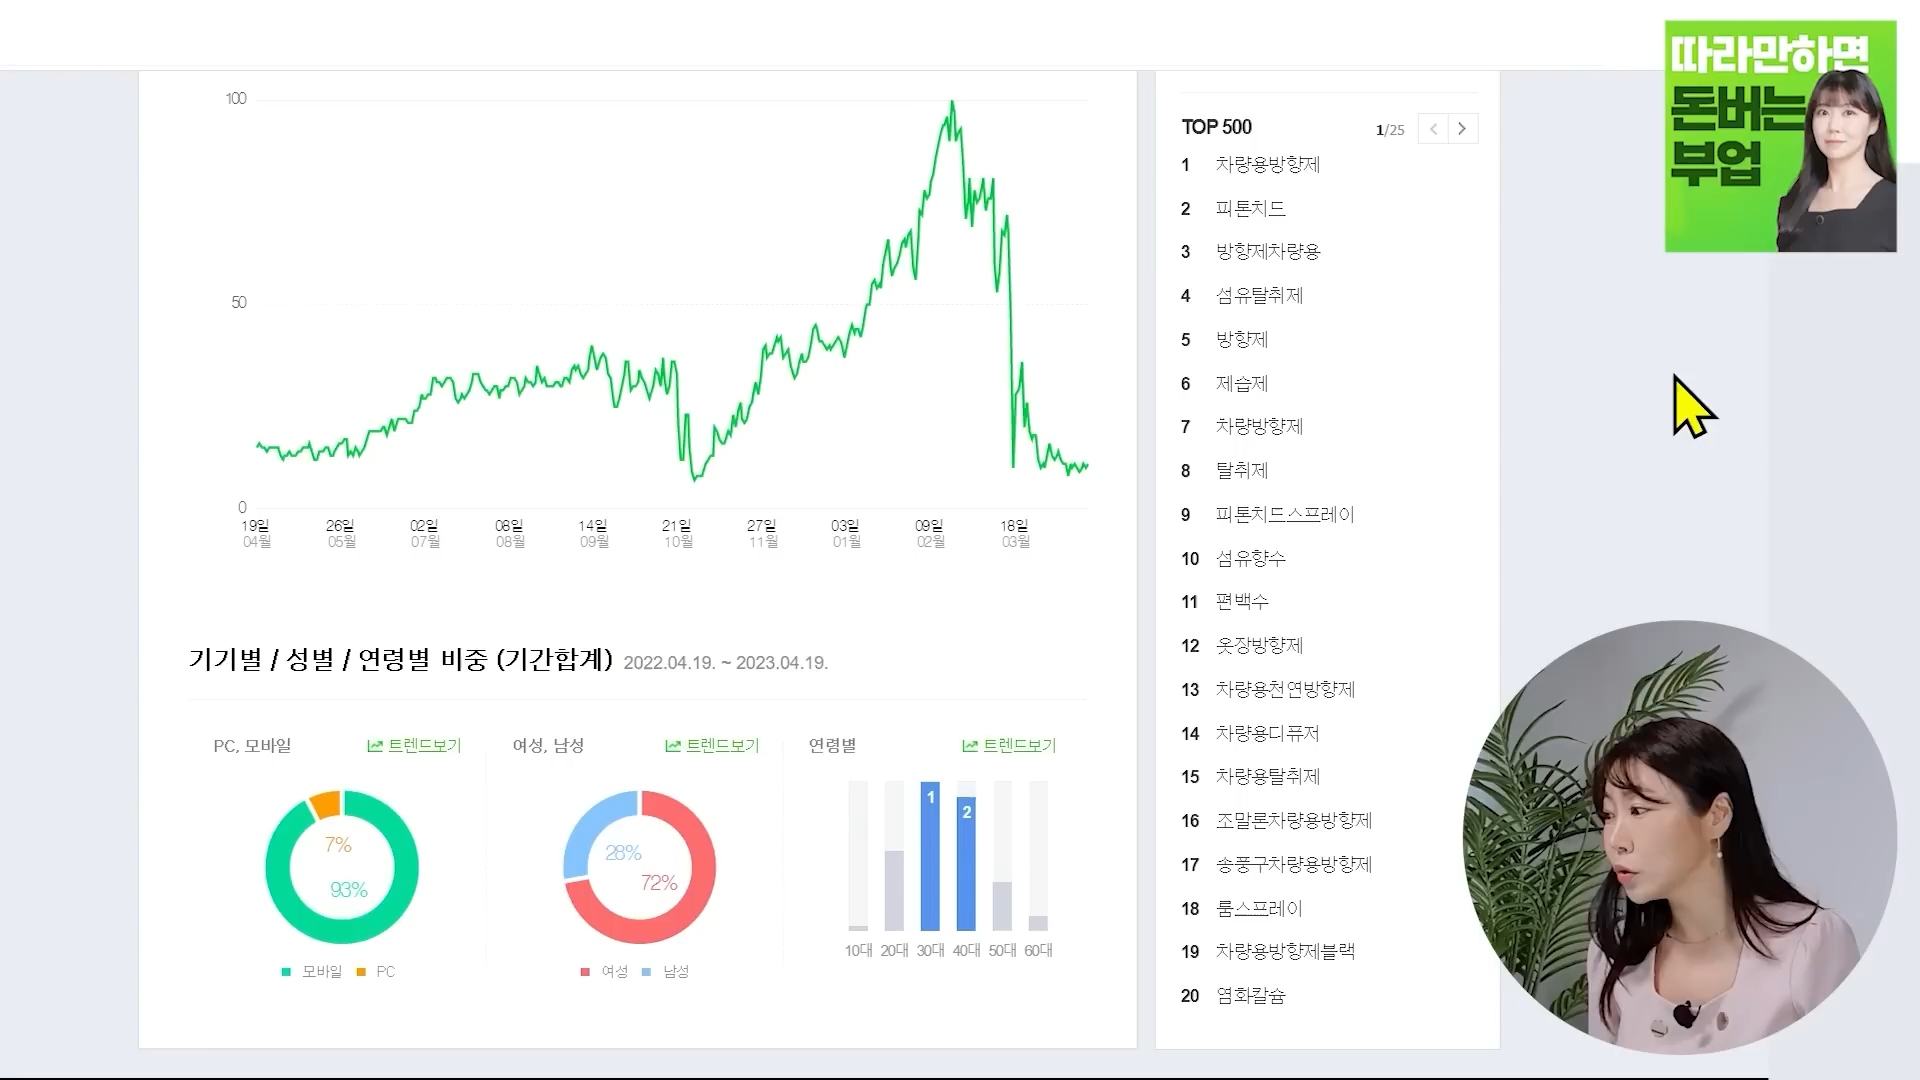 따라만하면
돈버는
부업
100
50
0
19일 26일 02일 08일 14일 21일 27일 03일 09일 18일
04월 05월 07월 08월 09월 10월 11월 01월 02월 03월
기기별 / 성별 / 연령별 비중 (기간합계) 2022.04.19. ~ 2023.04.19.
PC, 모바일 트렌드보기
7%
93%
모바일 PC
여성, 남성 트렌드보기
28%
72%
여성 남성
연령별 트렌드보기
1
2
10대 20대 30대 40대 50대 60대
TOP 500 1/25
1 차량용방향제
2 피톤치드
3 방향제차량용
4 섬유탈취제
5 방향제
6 제습제
7 차량방향제
8 탈취제
9 피톤치드스프레이
10 섬유향수
11 편백수
12 옷장방향제
13 차량용천연방향제
14 차량용디퓨저
15 차량용탈취제
16 조말론차량용방향제
17 송풍구차량용방향제
18 룸스프레이
19 차량용방향제블랙
20 염화칼슘